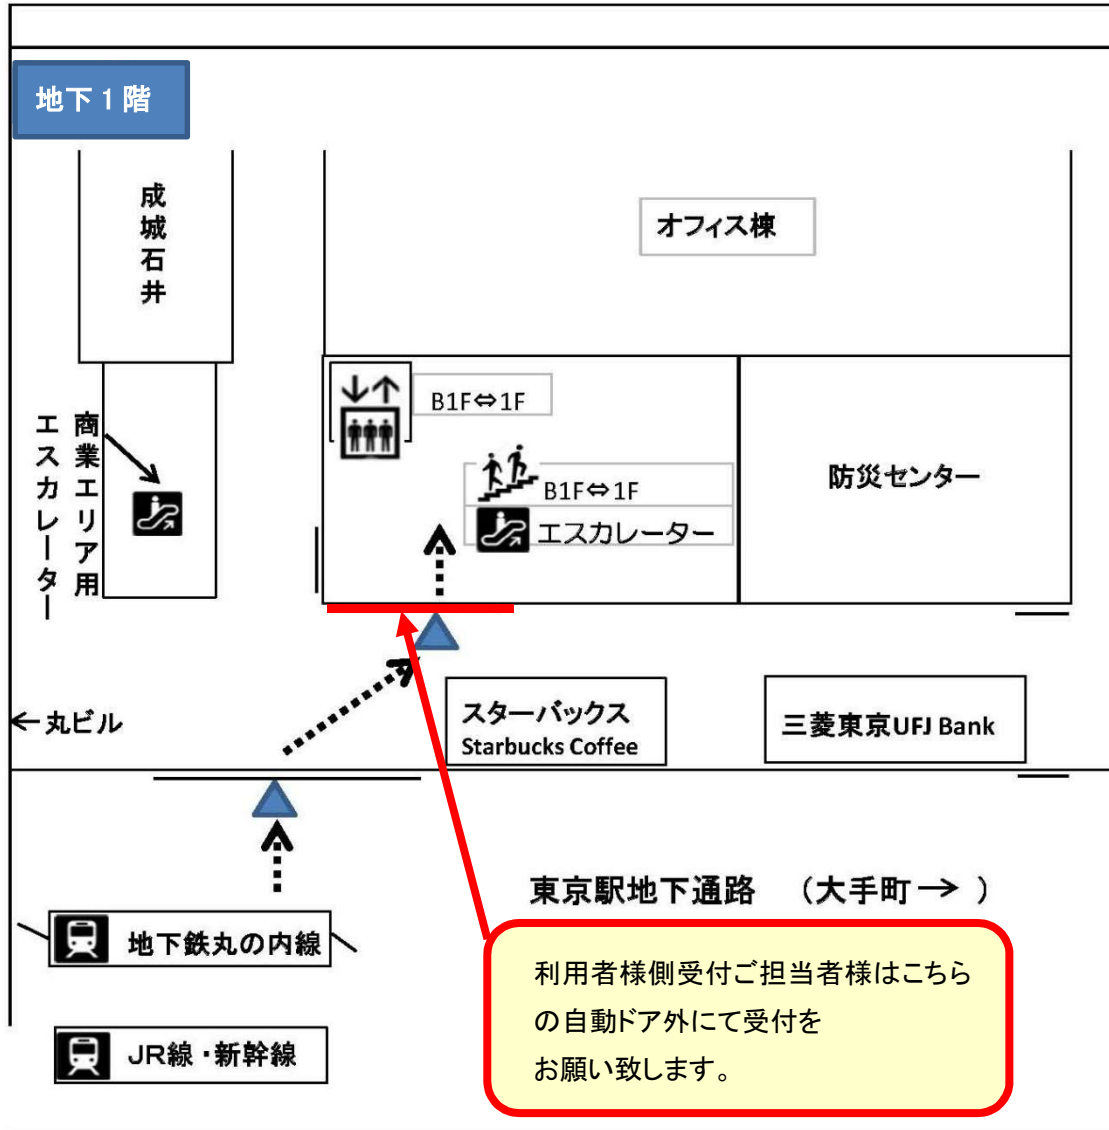 地下１階
成城石井
オフィス棟
B1F⇔1F
商業エリア用
エスカレーター
B1F⇔1F
エスカレーター
防災センター
←丸ビル
スターバックス
Starbucks Coffee
三菱東京UFJ Bank
東京駅地下通路　（大手町→ ）
地下鉄丸の内線
JR線・新幹線
利用者様側受付ご担当者様はこちら
の自動ドア外にて受付を
お願い致します。